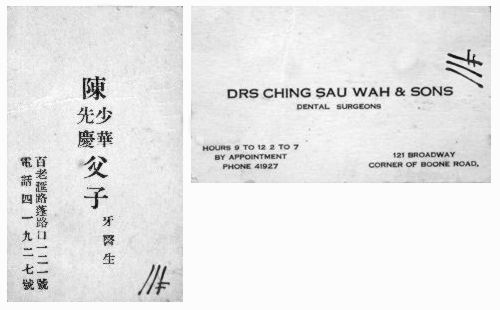 陳
少華
先慶
父子
牙醫生
百老滙路蓬路口一二一號
電話四一九二七號
DRS CHING SAU WAH & SONS
DENTAL SURGEONS
HOURS 9 TO 12 2 TO 7
BY APPOINTMENT
PHONE 41927
121 BROADWAY
CORNER OF BOONE ROAD,